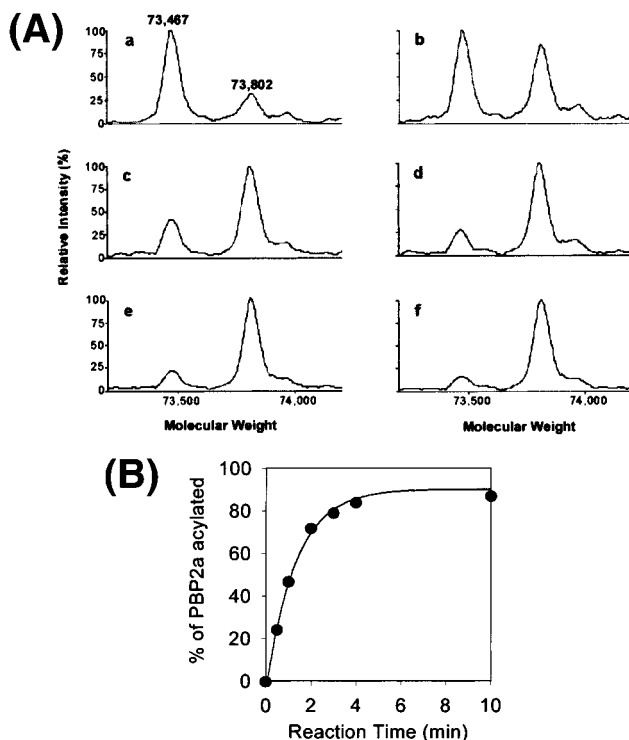 (A)
73,467
73,802
a
b
100
75
50
25
0
c
d
100
75
50
25
0
e
f
100
75
50
25
0
73,500
74,000
73,500
74,000
Relative Intensity (%)
Molecular Weight
Molecular Weight
(B)
% of PBP2a acylated
100
80
60
40
20
0
0
2
4
6
8
10
Reaction Time (min)